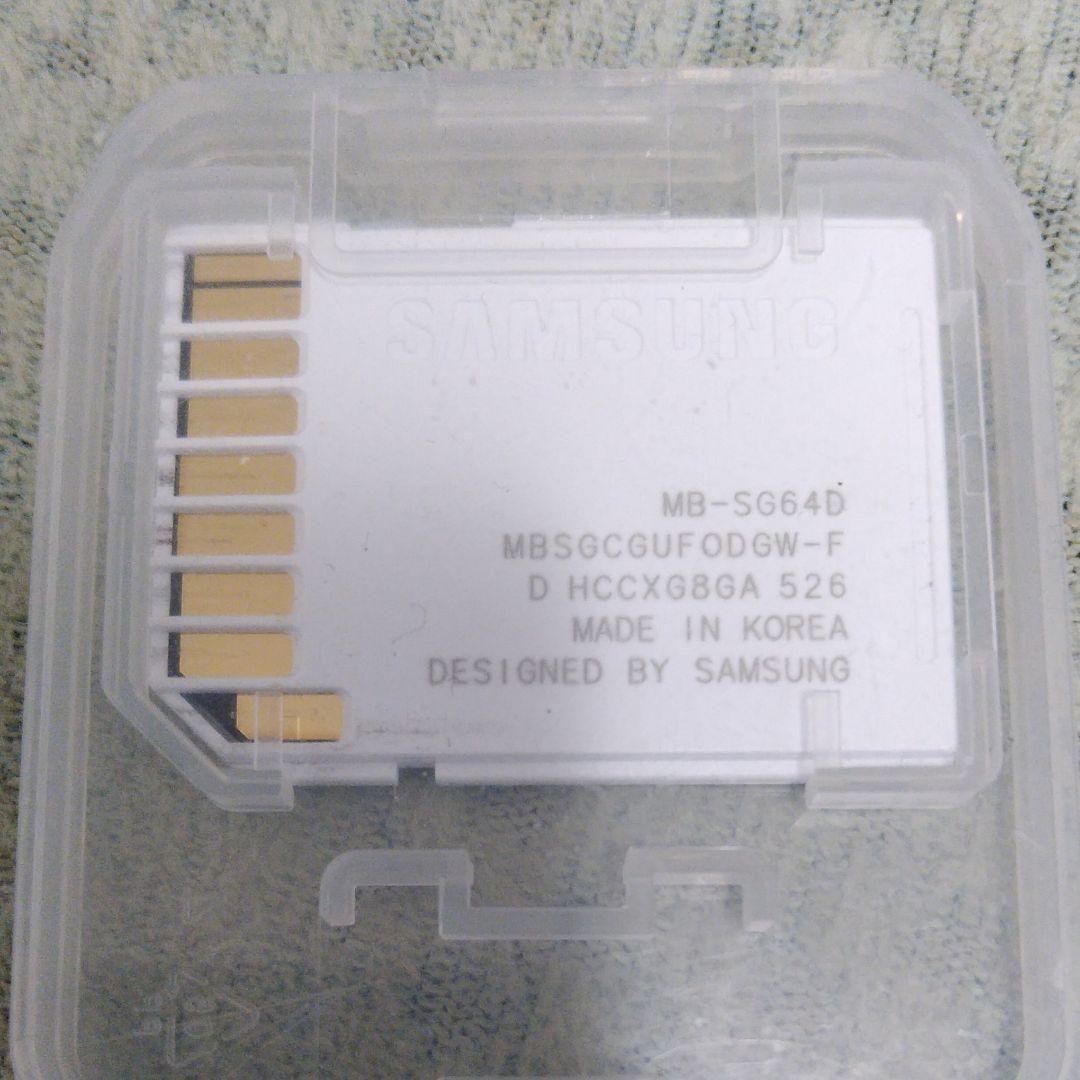 SAMSUNG
MB-SG64D
MBSGCGUFODGW-F
D HCCXG8GA 526
MADE IN KOREA
DESIGNED BY SAMSUNG